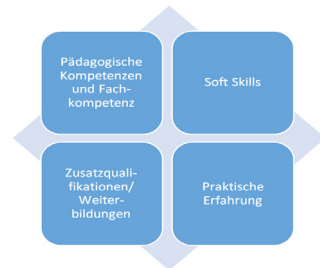 Pädagogische
Kompetenzen
und Fach-
kompetenz
Soft Skills
Zusatzquali-
fikationen/
Weiter-
bildungen
Praktische
Erfahrung